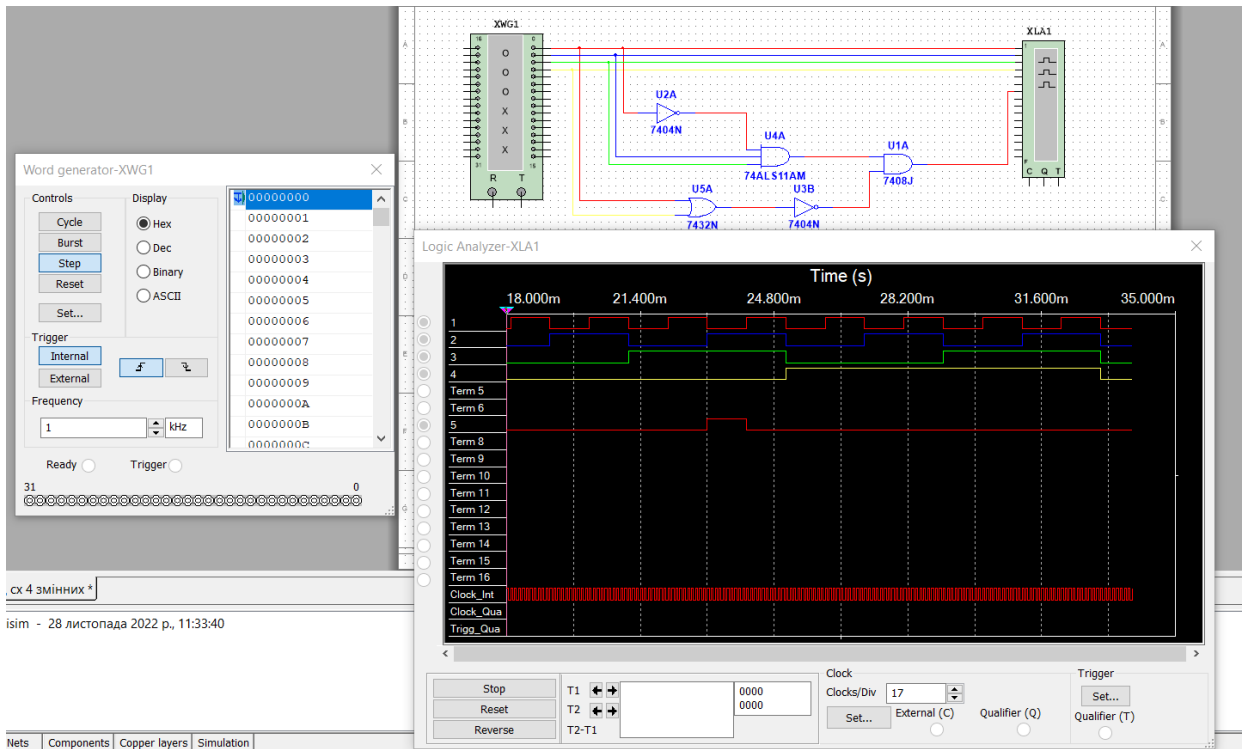 XWG1
16
0
O
O
O
X
X
X
31
15
R
T
XLA1
1
F
C Q T
U2A
7404N
U4A
74ALS11AM
U1A
7408J
U5A
7432N
U3B
7404N
A
B
C
A
B
C
D
E
F
G
Word generator-XWG1
Controls
Cycle
Burst
Step
Reset
Set...
Display
Hex
Dec
Binary
ASCII
Trigger
Internal
External
Frequency
1 kHz
Ready
Trigger
31 0
00000000
00000001
00000002
00000003
00000004
00000005
00000006
00000007
00000008
00000009
0000000A
0000000B
0000000C
Logic Analyzer-XLA1
Time (s)
18.000m 21.400m 24.800m 28.200m 31.600m 35.000m
1
2
3
4
Term 5
Term 6
5
Term 8
Term 9
Term 10
Term 11
Term 12
Term 13
Term 14
Term 15
Term 16
Clock_Int
Clock_Qua
Trigg_Qua
Stop
Reset
Reverse
T1
T2
T2-T1
0000
0000
Clock
Clocks/Div 17
Set...
External (C)
Qualifier (Q)
Trigger
Set...
Qualifier (T)
, сх 4 змінних *
isim - 28 листопада 2022 р., 11:33:40
Nets Components Copper layers Simulation